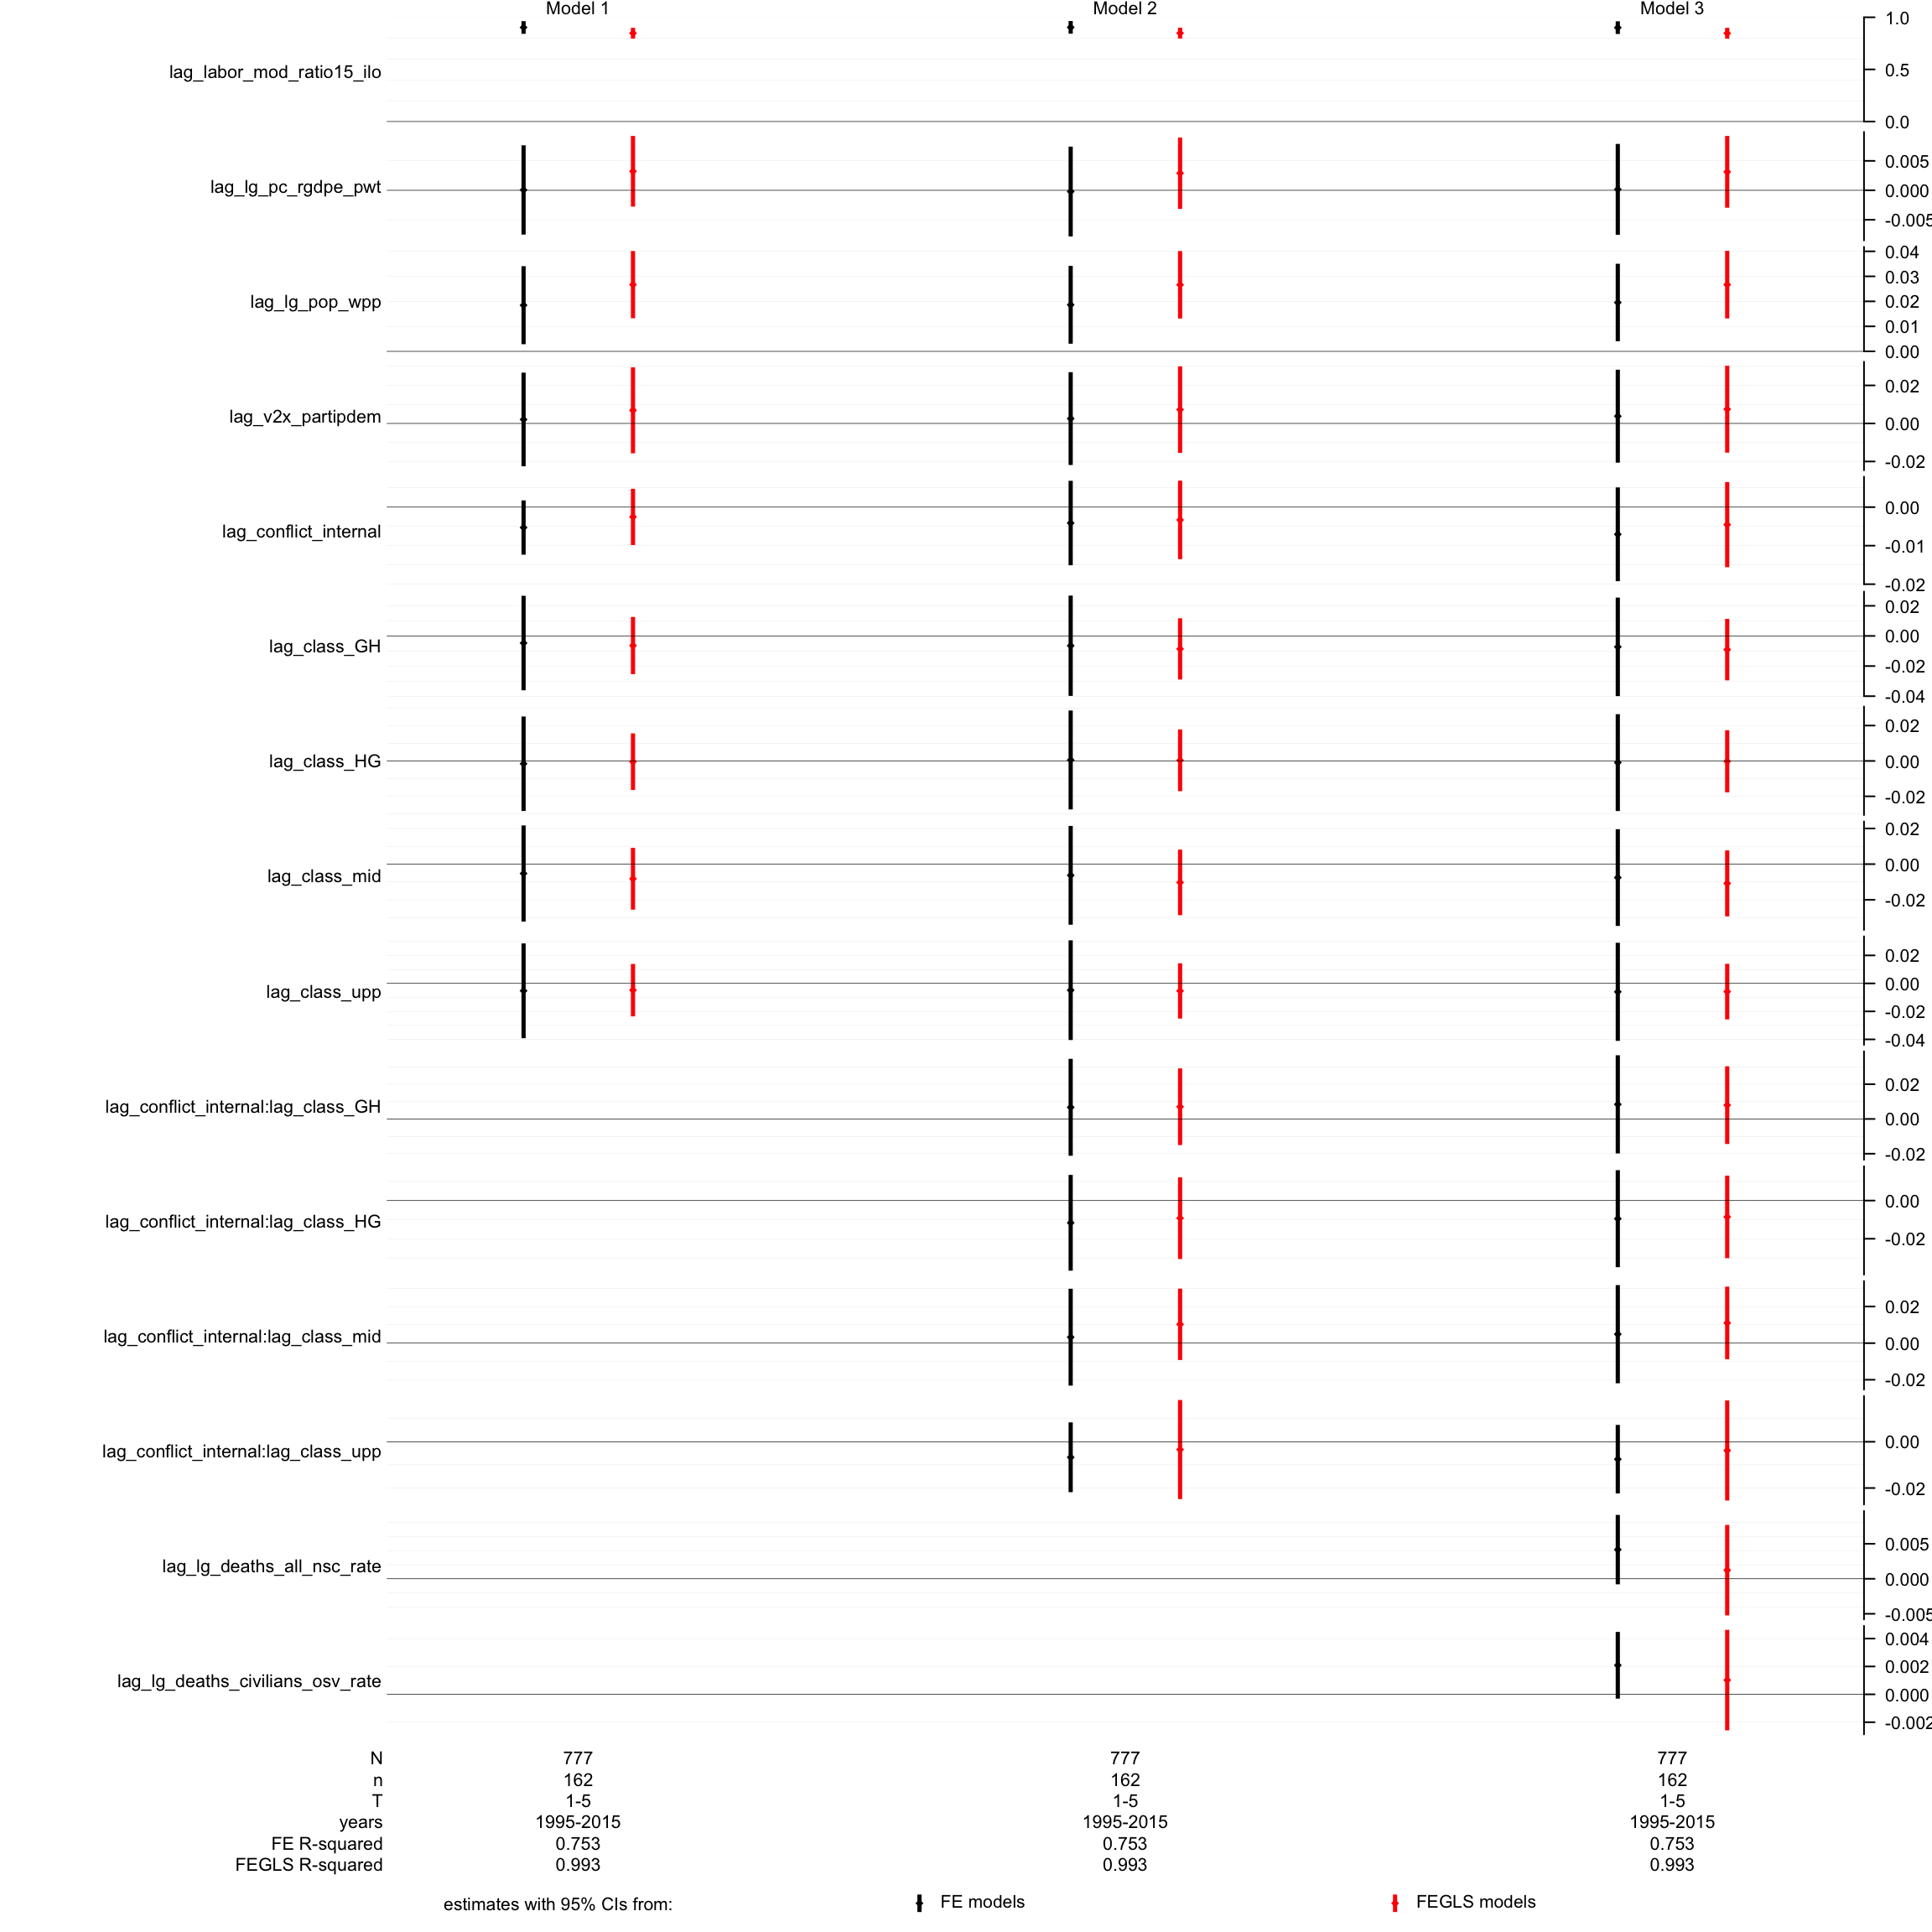 Model 1 Model 2 Model 3
lag_labor_mod_ratio15_ilo
1.0
0.5
0.0
lag_lg_pc_rgdpe_pwt
0.005
0.000
-0.005
lag_lg_pop_wpp
0.04
0.03
0.02
0.01
0.00
lag_v2x_partipdem
0.02
0.00
-0.02
lag_conflict_internal
0.00
-0.01
-0.02
lag_class_GH
0.02
0.00
-0.02
-0.04
lag_class_HG
0.02
0.00
-0.02
lag_class_mid
0.02
0.00
-0.02
lag_class_upp
0.02
0.00
-0.02
-0.04
lag_conflict_internal:lag_class_GH
0.02
0.00
-0.02
lag_conflict_internal:lag_class_HG
0.00
-0.02
lag_conflict_internal:lag_class_mid
0.02
0.00
-0.02
lag_conflict_internal:lag_class_upp
0.00
-0.02
lag_lg_deaths_all_nsc_rate
0.005
0.000
-0.005
lag_lg_deaths_civilians_osv_rate
0.004
0.002
0.000
-0.002
N 777 777 777
n 162 162 162
T 1-5 1-5 1-5
years 1995-2015 1995-2015 1995-2015
FE R-squared 0.753 0.753 0.753
FEGLS R-squared 0.993 0.993 0.993
estimates with 95% CIs from: FE models FEGLS models